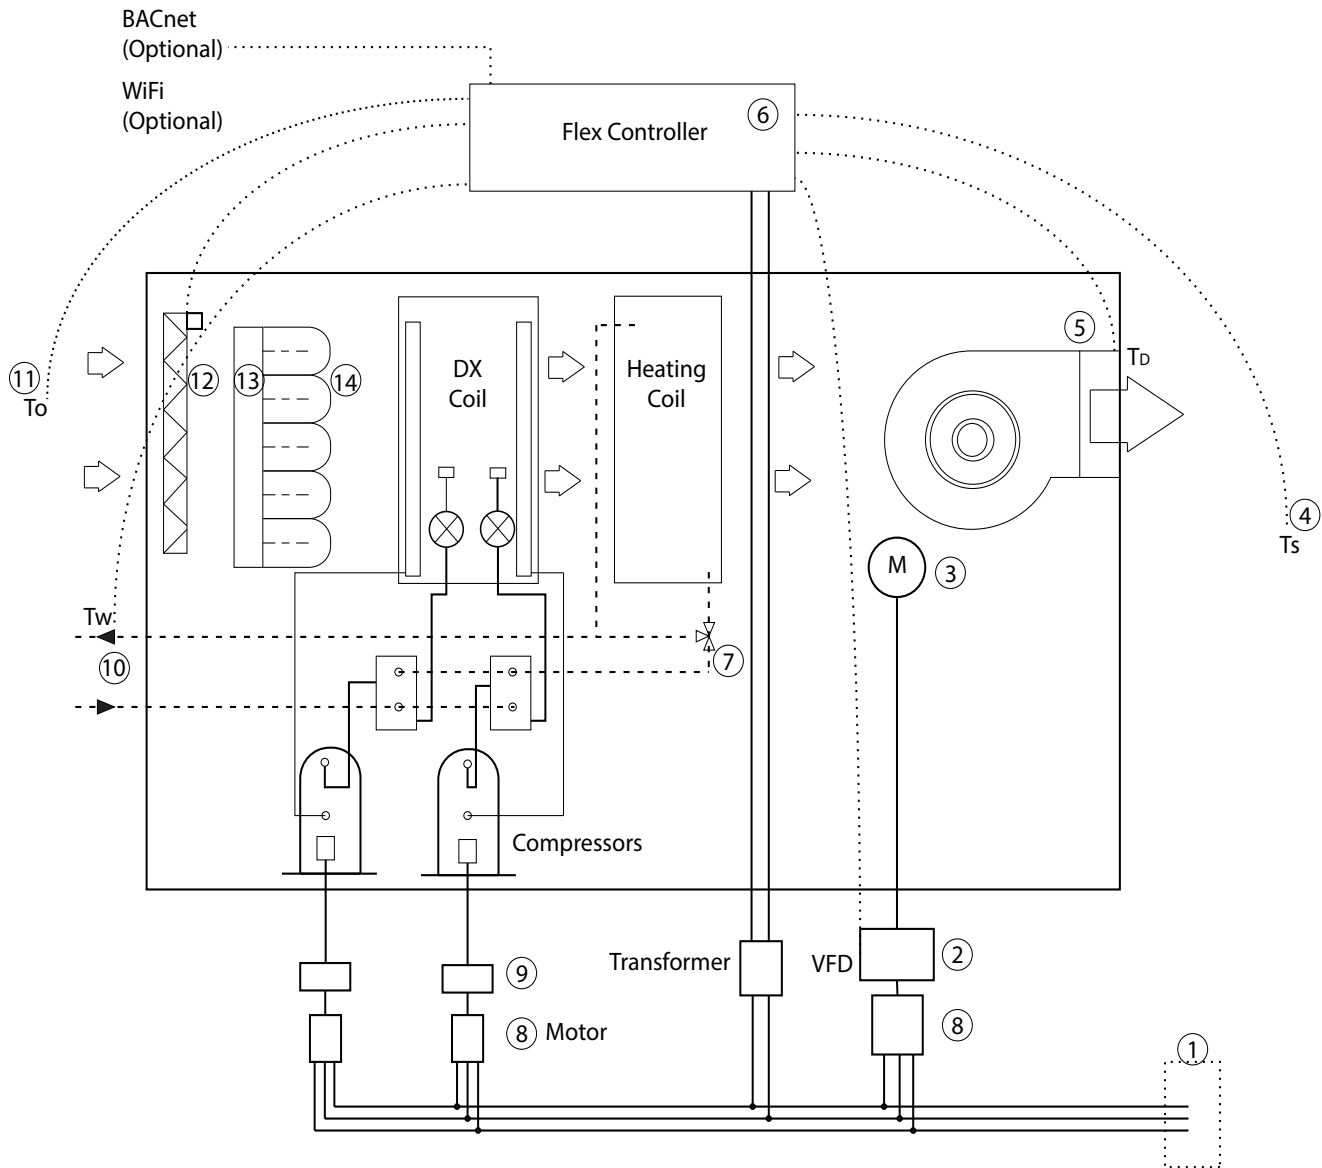 BACnet
(Optional)
WiFi
(Optional)
Flex Controller
6
5
TD
11
To
12
13
14
DX
Coil
Heating
Coil
4
Ts
M
3
Tw
10
7
Compressors
Transformer
VFD
2
9
8
Motor
8
1